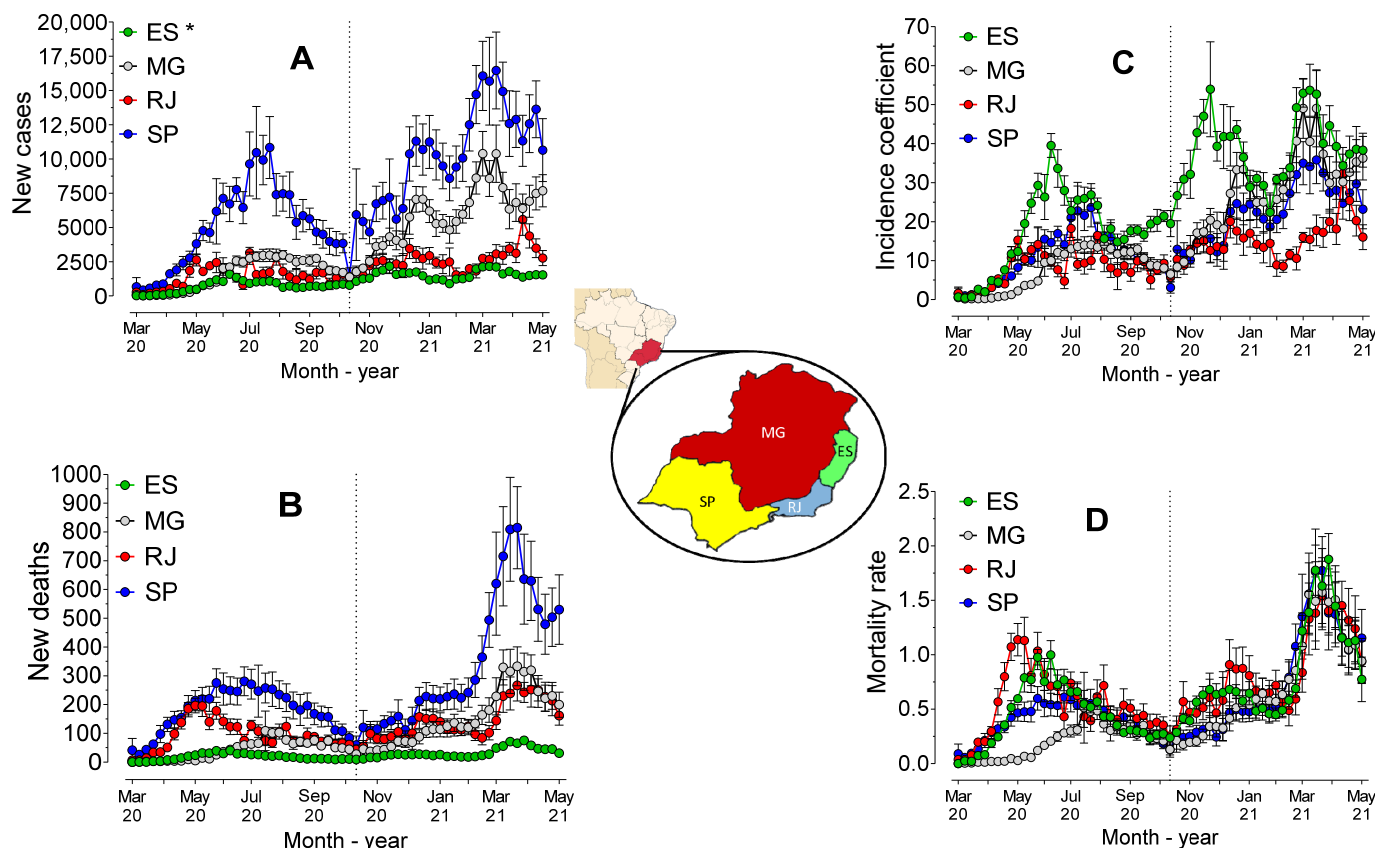 A
New cases
20,000
17,500
15,000
12,500
10,000
7500
5000
2500
0
ES *
MG
RJ
SP
Mar May Jul Sep Nov Jan Mar May
20 20 20 20 20 21 21 21
Month - year
C
Incidence coefficient
70
60
50
40
30
20
10
0
ES
MG
RJ
SP
Mar May Jul Sep Nov Jan Mar May
20 20 20 20 20 21 21 21
Month - year
MG
ES
SP
RJ
B
New deaths
1000
900
800
700
600
500
400
300
200
100
0
ES
MG
RJ
SP
Mar May Jul Sep Nov Jan Mar May
20 20 20 20 20 21 21 21
Month - year
D
Mortality rate
2.5
2.0
1.5
1.0
0.5
0.0
ES
MG
RJ
SP
Mar May Jul Sep Nov Jan Mar May
20 20 20 20 20 21 21 21
Month - year